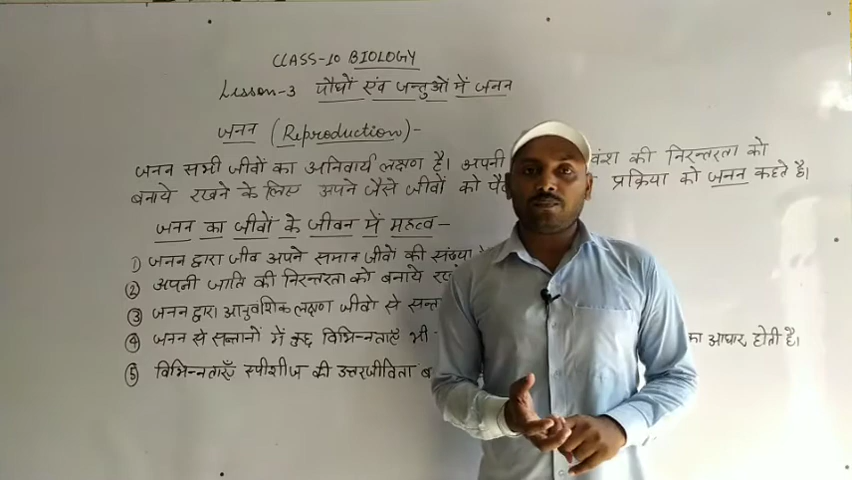 CLASS-10 BIOLOGY
Lesson-3 पौधों एंव जन्तुओं में जनन
जनन (Reproduction)-
जनन सभी जीवों का अनिवार्य लक्षण है। अपनी वंश की निरन्तरता को
बनाये रखने के लिए अपने जैसे जीवों को प्रक्रिया को जनन कहते है।
जनन का जीवों के जीवन में महत्व-
① जनन द्वारा जीव अपने समान जीवों की संख्या
② अपनी जाति की निरन्तरता को बनाये
③ जनन द्वारा आनुवंशिक लक्षण जीवो से
④ जनन से सन्तानों में कुछ विभिन्नताएँ भी का आधार होती है।
⑤ विभिन्नताएँ स्पीशीज की उत्तरजीविता